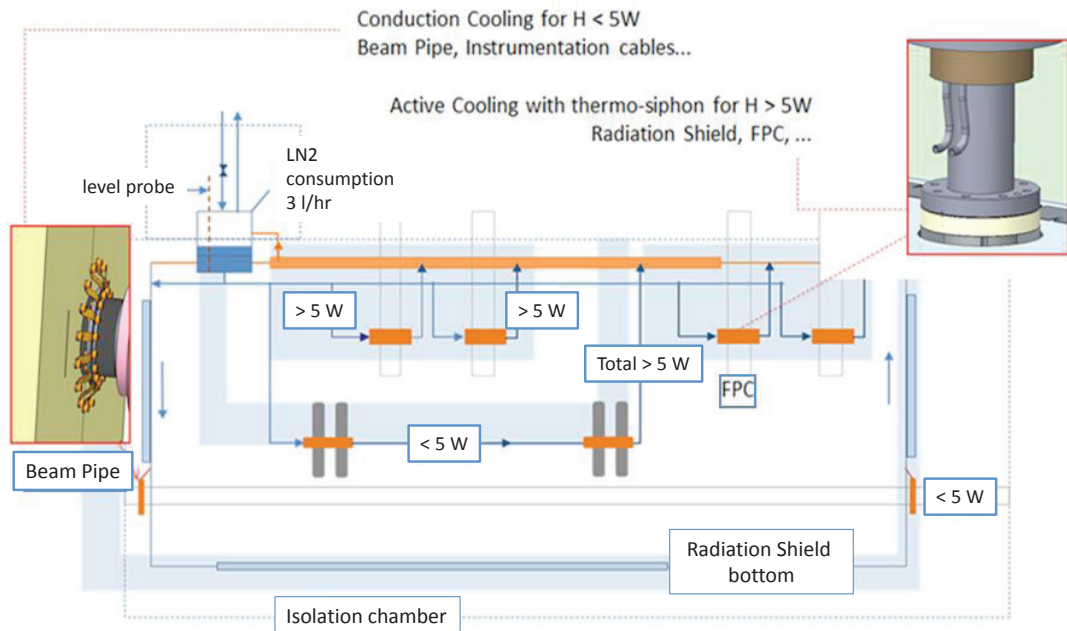 Conduction Cooling for H < 5W
Beam Pipe, Instrumentation cables...
Active Cooling with thermo-siphon for H > 5W
Radiation Shield, FPC, ...
LN2
consumption
3 l/hr
level probe
> 5 W
> 5 W
Total > 5 W
FPC
< 5 W
Beam Pipe
< 5 W
Radiation Shield
bottom
Isolation chamber